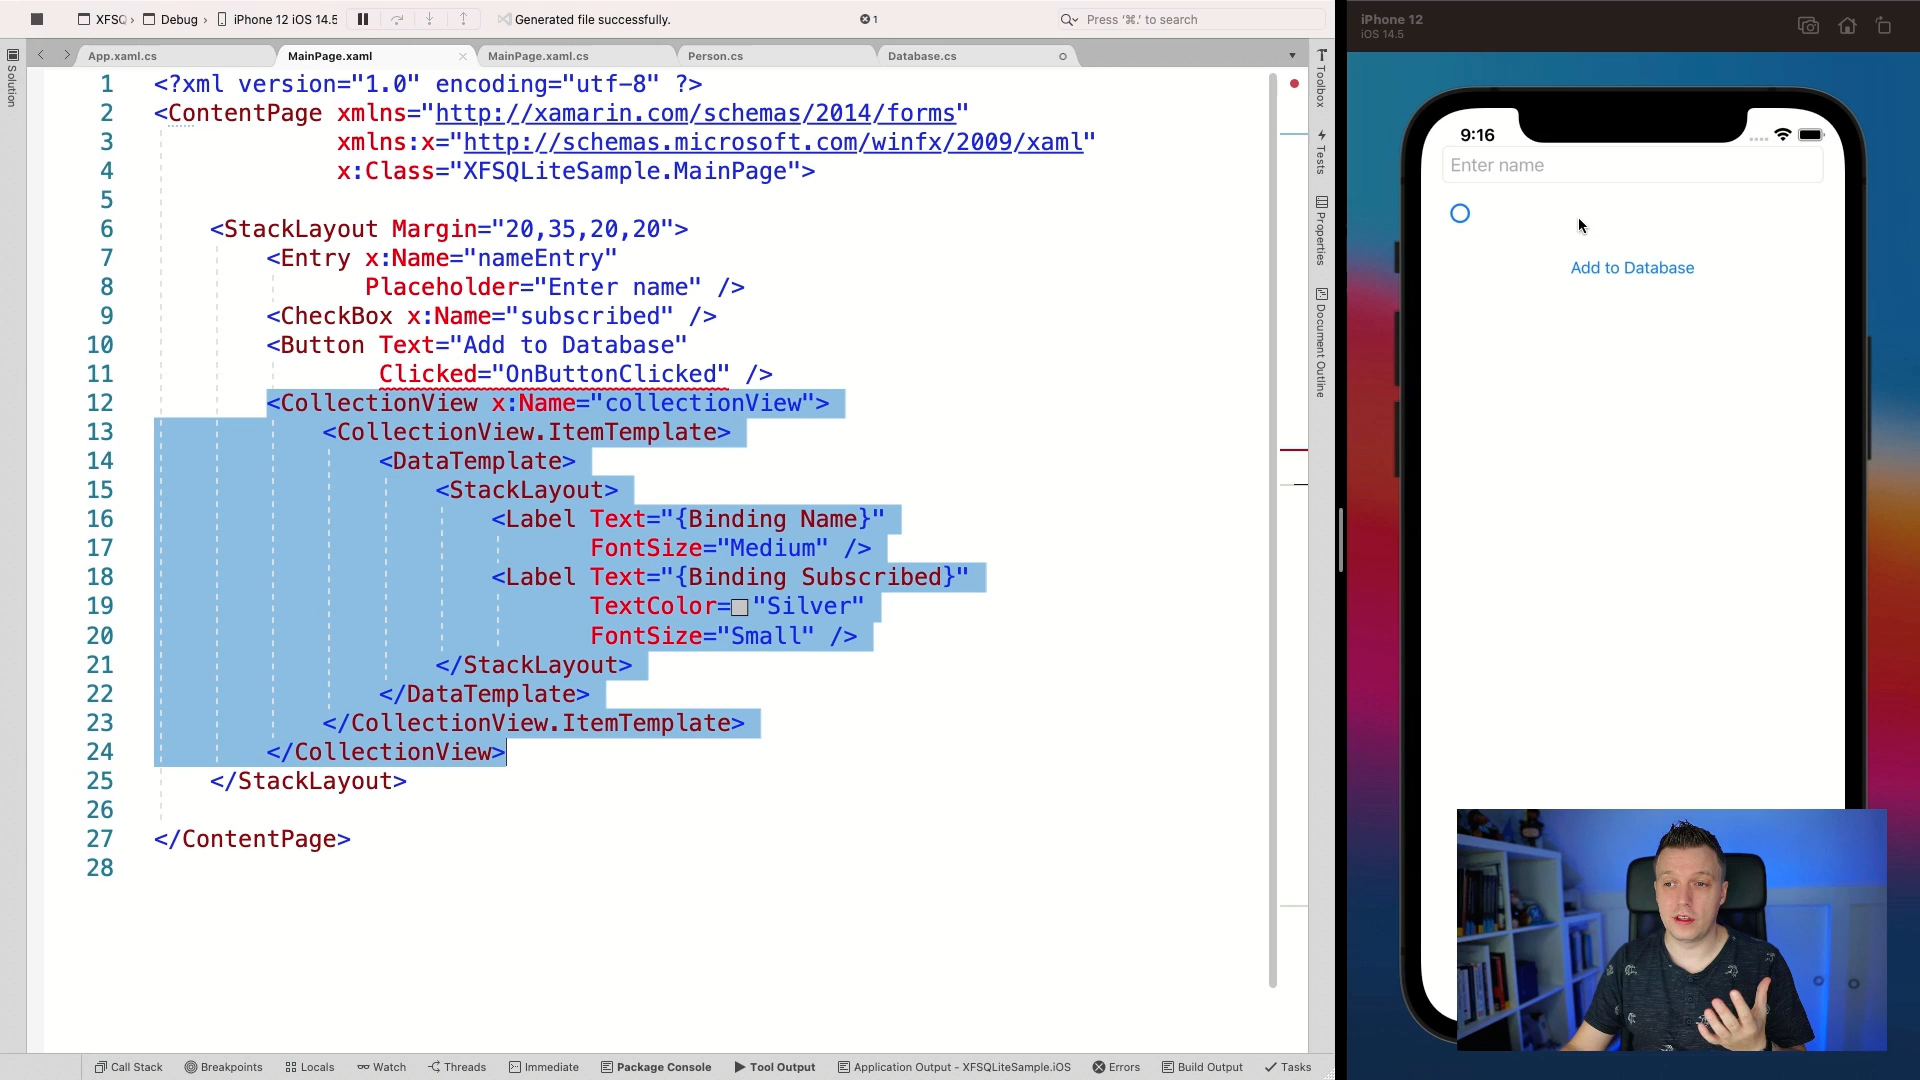 XFSQ › Debug › iPhone 12 iOS 14.5
Generated file successfully.
1
Press '⌘.' to search
App.xaml.cs
MainPage.xaml
MainPage.xaml.cs
Person.cs
Database.cs
Solution
1 <?xml version="1.0" encoding="utf-8" ?>
2 <ContentPage xmlns="http://xamarin.com/schemas/2014/forms"
3 xmlns:x="http://schemas.microsoft.com/winfx/2009/xaml"
4 x:Class="XFSQLiteSample.MainPage">
5
6 <StackLayout Margin="20,35,20,20">
7 <Entry x:Name="nameEntry"
8 Placeholder="Enter name" />
9 <CheckBox x:Name="subscribed" />
10 <Button Text="Add to Database"
11 Clicked="OnButtonClicked" />
12 <CollectionView x:Name="collectionView">
13 <CollectionView.ItemTemplate>
14 <DataTemplate>
15 <StackLayout>
16 <Label Text="{Binding Name}"
17 FontSize="Medium" />
18 <Label Text="{Binding Subscribed}"
19 TextColor="Silver"
20 FontSize="Small" />
21 </StackLayout>
22 </DataTemplate>
23 </CollectionView.ItemTemplate>
24 </CollectionView>
25 </StackLayout>
26
27 </ContentPage>
28
Toolbox
Tests
Properties
Document Outline
Call Stack
Breakpoints
Locals
Watch
Threads
Immediate
Package Console
Tool Output
Application Output - XFSQLiteSample.iOS
Errors
Build Output
Tasks
iPhone 12
iOS 14.5
9:16
Enter name
Add to Database